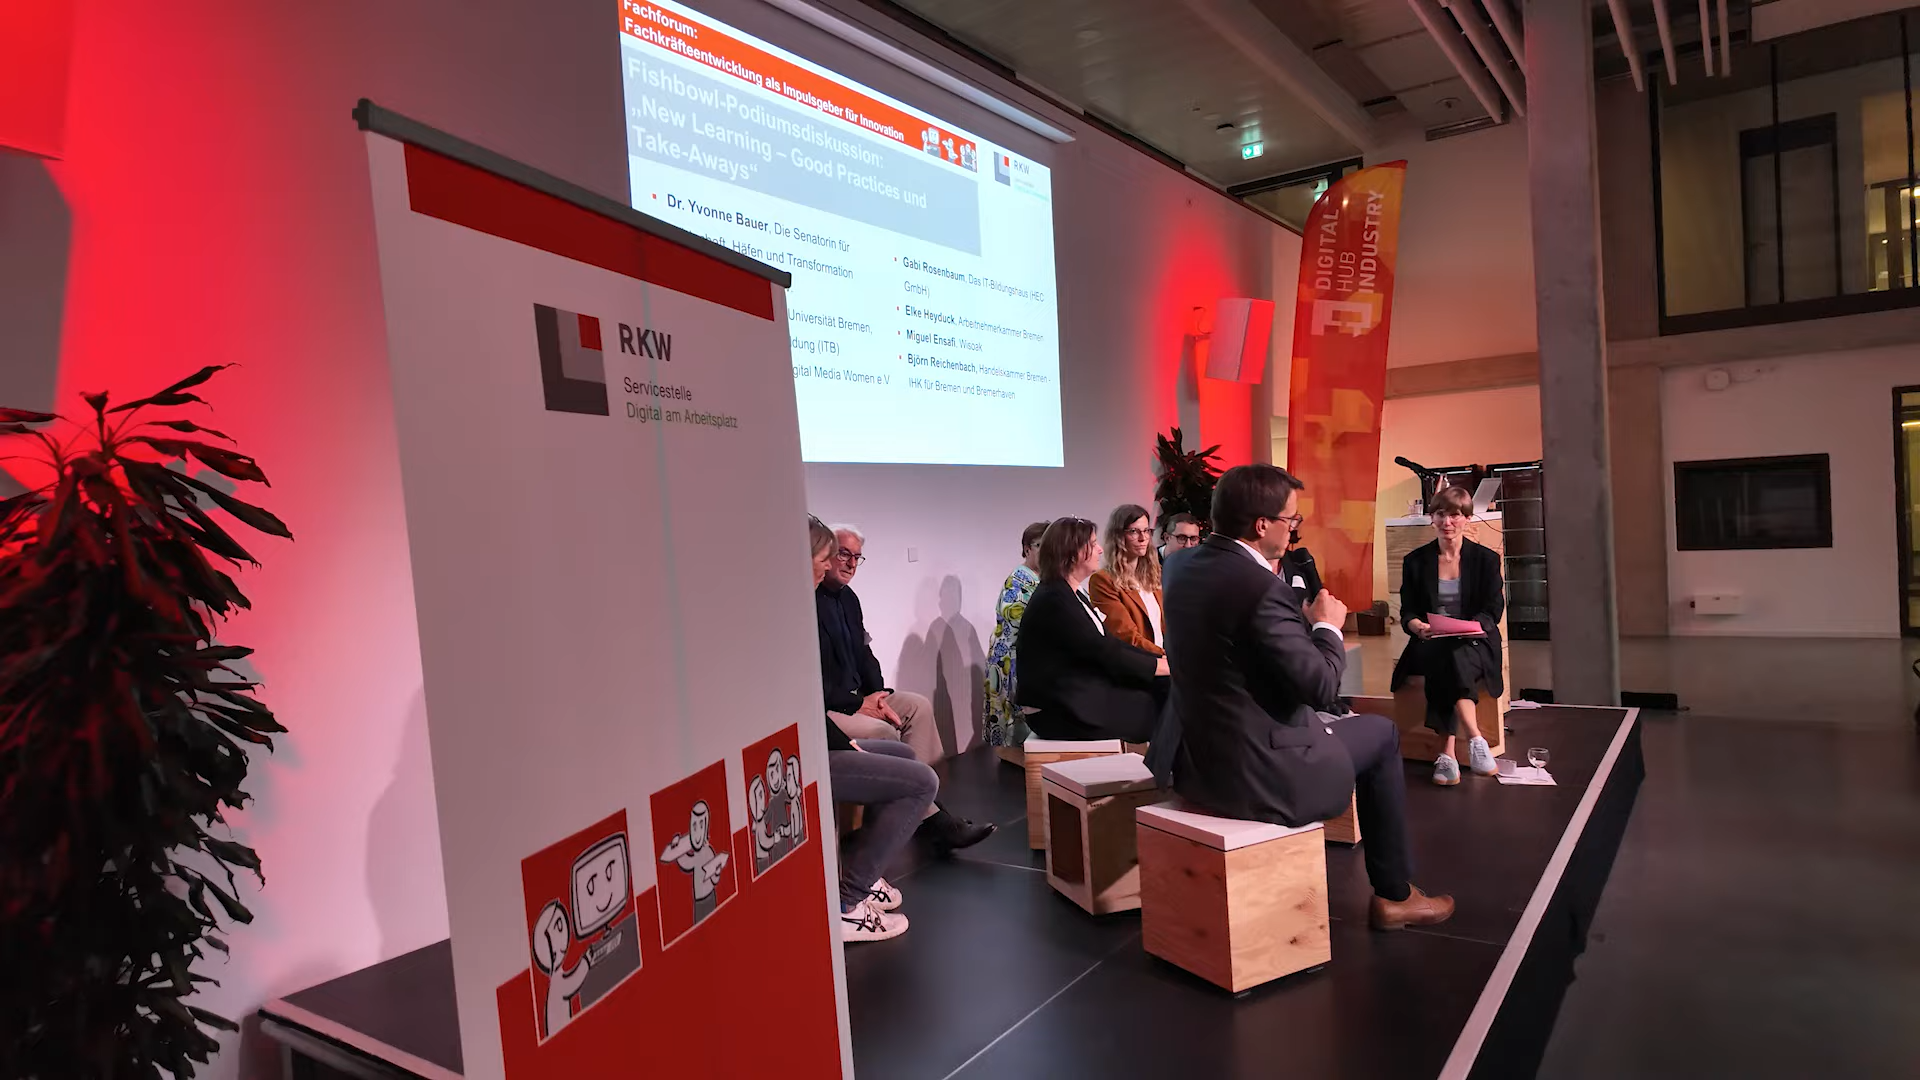 Fachforum:
Fachkräfteentwicklung als Impulsgeber für Innovation
Fishbowl-Podiumsdiskussion:
„New Learning – Good Practices und
Take-Aways“
RKW
Dr. Yvonne Bauer, Die Senatorin für
Häfen und Transformation
Universität Bremen,
(ITB)
Digital Media Women e.V
Gabi Rosenbaum, Das IT-Bildungshaus (HEC
GmbH)
Elke Heyduck, Arbeitnehmerkammer Bremen
Miguel Ensafi, Wisoak
Björn Reichenbach, Handelskammer Bremen -
IHK für Bremen und Bremerhaven
RKW
Servicestelle
Digital am Arbeitsplatz
DIGITAL
HUB
INDUSTRY